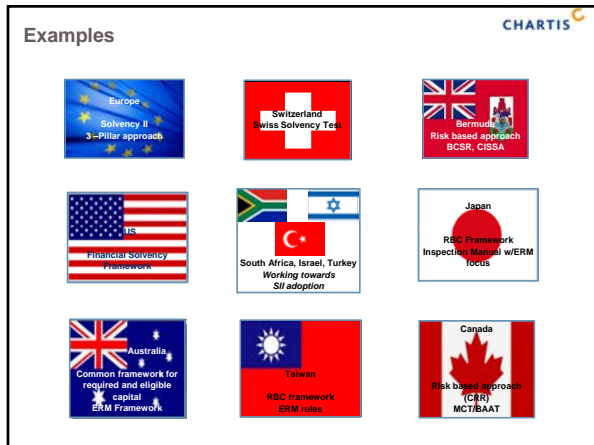 CHARTIS
Examples
Europe
Solvency II
3 –Pillar approach
Switzerland
Swiss Solvency Test
Bermuda
Risk based approach
BCSR, CISSA
US
Financial Solvency
Framework
South Africa, Israel, Turkey
Working towards
SII adoption
Japan
RBC Framework
Inspection Manual w/ERM
focus
Australia
Common framework for
required and eligible
capital
ERM Framework
Taiwan
RBC framework
ERM rules
Canada
Risk based approach
(CRR)
MCT/BAAT